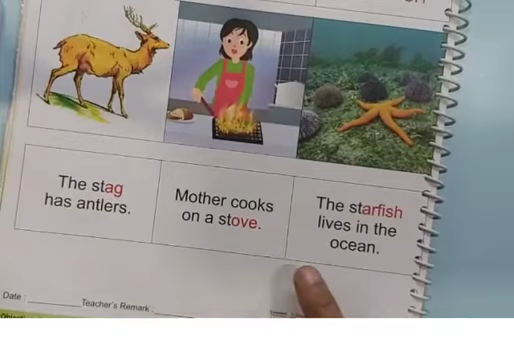 The stag
has antlers.
Mother cooks
on a stove.
The starfish
lives in the
ocean.
Date :
Teacher's Remark :